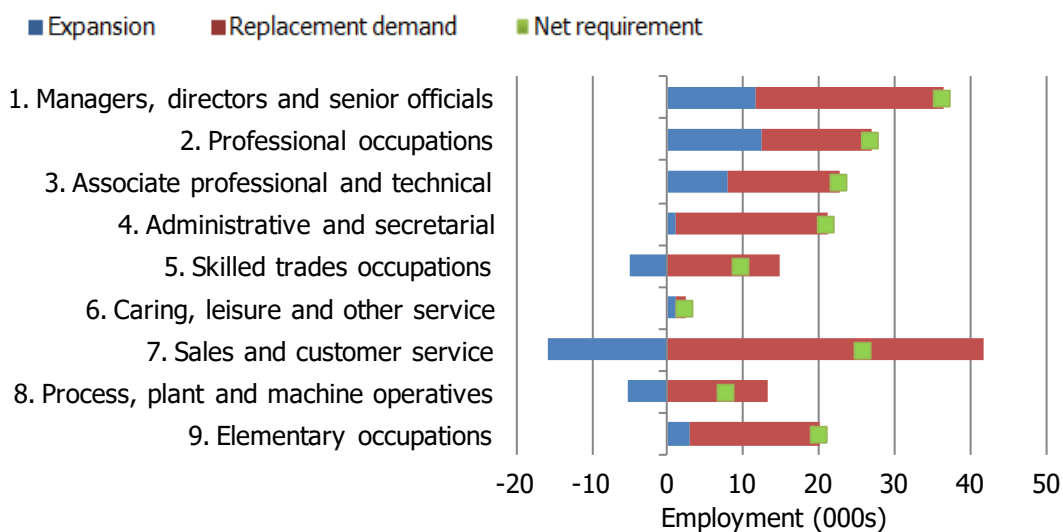 Expansion Replacement demand Net requirement
1. Managers, directors and senior officials
2. Professional occupations
3. Associate professional and technical
4. Administrative and secretarial
5. Skilled trades occupations
6. Caring, leisure and other service
7. Sales and customer service
8. Process, plant and machine operatives
9. Elementary occupations
-20 -10 0 10 20 30 40 50
Employment (000s)